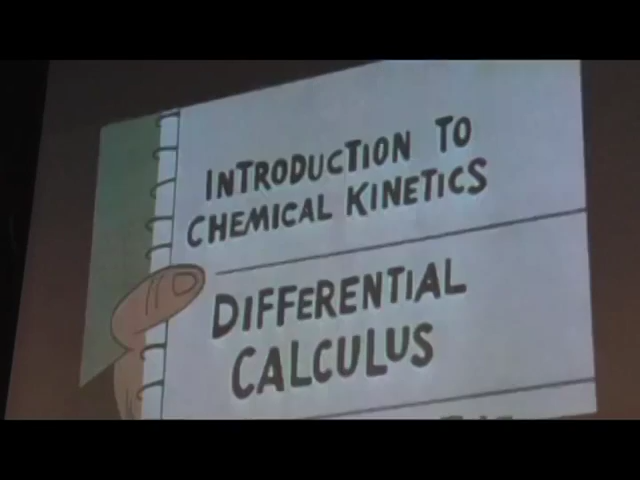 INTRODUCTION TO
CHEMICAL KINETICS
DIFFERENTIAL
CALCULUS